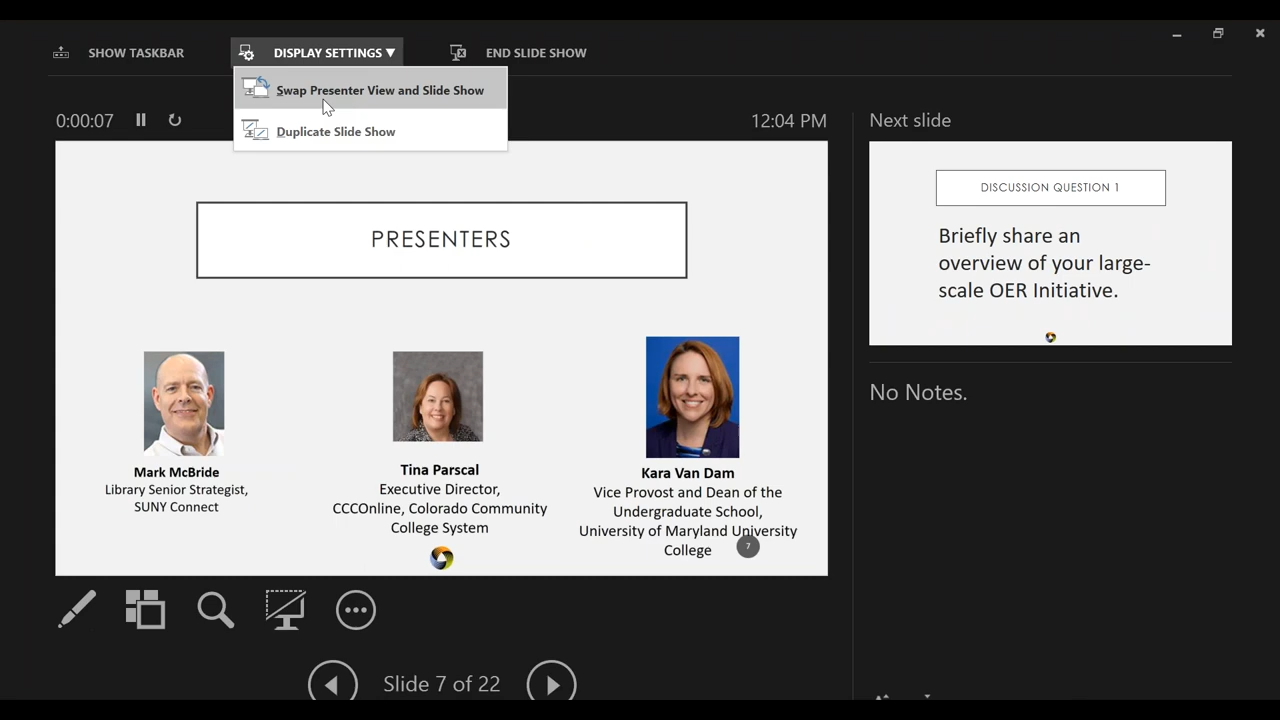 SHOW TASKBAR
DISPLAY SETTINGS ▼
END SLIDE SHOW
Swap Presenter View and Slide Show
Duplicate Slide Show
0:00:07
12:04 PM
PRESENTERS
Mark McBride
Library Senior Strategist,
SUNY Connect
Tina Parscal
Executive Director,
CCCOnline, Colorado Community
College System
Kara Van Dam
Vice Provost and Dean of the
Undergraduate School,
University of Maryland University
College
7
Next slide
DISCUSSION QUESTION 1
Briefly share an
overview of your large-
scale OER Initiative.
No Notes.
Slide 7 of 22